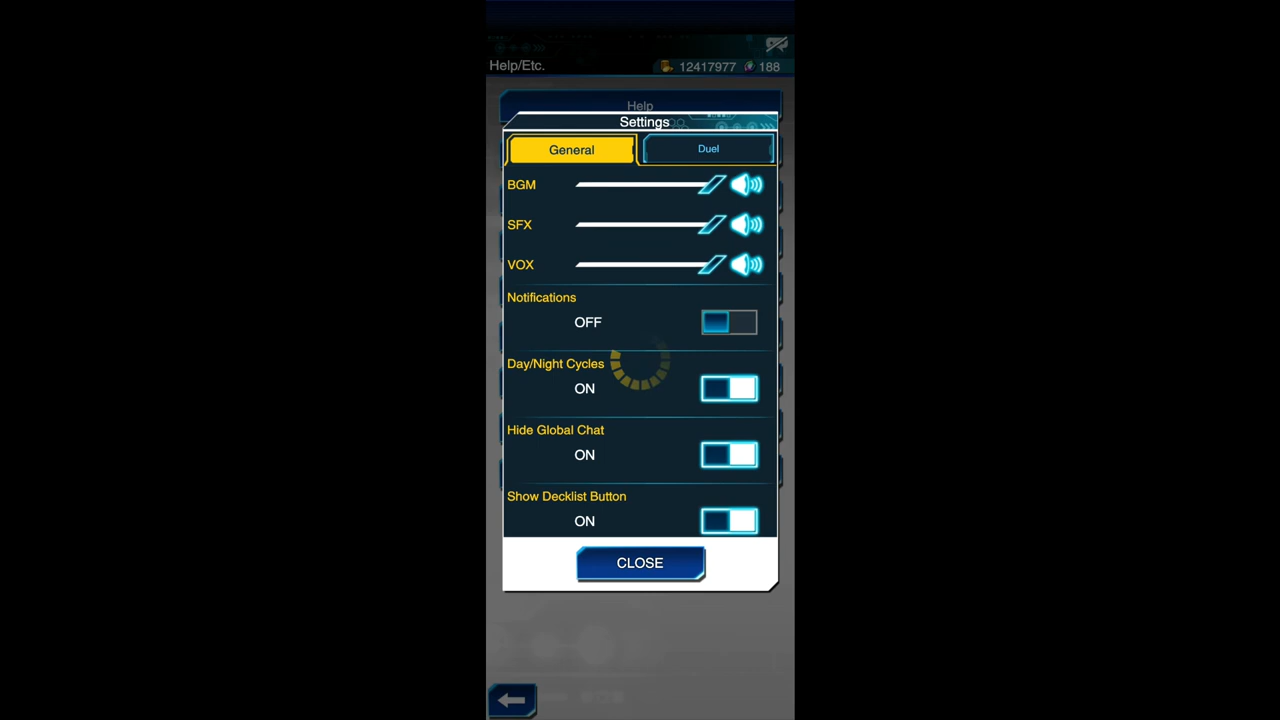 Help/Etc.
12417977
188
Help
Settings
General
Duel
BGM
SFX
VOX
Notifications
OFF
Day/Night Cycles
ON
Hide Global Chat
ON
Show Decklist Button
ON
CLOSE